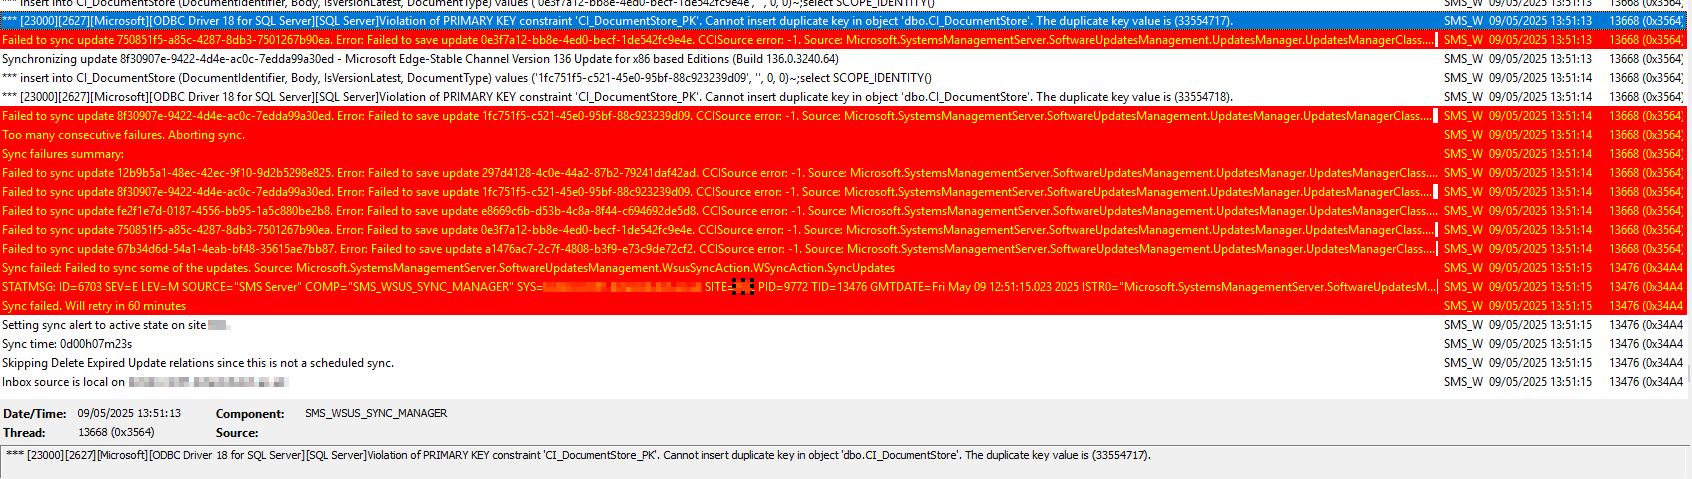 *** insert into CI_DocumentStore (DocumentIdentifier, Body, IsVersionLatest, DocumentType) values ('0e3f7a12-bb8e-4ed0-becf-1de542fc9e4e', '', 0, 0)~;select SCOPE_IDENTITY()
*** [23000][2627][Microsoft][ODBC Driver 18 for SQL Server][SQL Server]Violation of PRIMARY KEY constraint 'CI_DocumentStore_PK'. Cannot insert duplicate key in object 'dbo.CI_DocumentStore'. The duplicate key value is (33554717). SMS_W 09/05/2025 13:51:13 13668 (0x3564)
Failed to sync update 750851f5-a85c-4287-8db3-7501267b90ea. Error: Failed to save update 0e3f7a12-bb8e-4ed0-becf-1de542fc9e4e. CCISource error: -1. Source: Microsoft.SystemsManagementServer.SoftwareUpdatesManagement.UpdatesManager.UpdatesManagerClass.... SMS_W 09/05/2025 13:51:13 13668 (0x3564)
Synchronizing update 8f30907e-9422-4d4e-ac0c-7edda99a30ed - Microsoft Edge-Stable Channel Version 136 Update for x86 based Editions (Build 136.0.3240.64) SMS_W 09/05/2025 13:51:13 13668 (0x3564)
*** insert into CI_DocumentStore (DocumentIdentifier, Body, IsVersionLatest, DocumentType) values ('1fc751f5-c521-45e0-95bf-88c923239d09', '', 0, 0)~;select SCOPE_IDENTITY() SMS_W 09/05/2025 13:51:14 13668 (0x3564)
*** [23000][2627][Microsoft][ODBC Driver 18 for SQL Server][SQL Server]Violation of PRIMARY KEY constraint 'CI_DocumentStore_PK'. Cannot insert duplicate key in object 'dbo.CI_DocumentStore'. The duplicate key value is (33554718). SMS_W 09/05/2025 13:51:14 13668 (0x3564)
Failed to sync update 8f30907e-9422-4d4e-ac0c-7edda99a30ed. Error: Failed to save update 1fc751f5-c521-45e0-95bf-88c923239d09. CCISource error: -1. Source: Microsoft.SystemsManagementServer.SoftwareUpdatesManagement.UpdatesManager.UpdatesManagerClass.... SMS_W 09/05/2025 13:51:14 13668 (0x3564)
Too many consecutive failures. Aborting sync. SMS_W 09/05/2025 13:51:14 13668 (0x3564)
Sync failures summary: SMS_W 09/05/2025 13:51:14 13668 (0x3564)
Failed to sync update 12b9b5a1-48ec-42ec-9f10-9d2b5298e825. Error: Failed to save update 297d4128-4c0e-44a2-87b2-79241daf42ad. CCISource error: -1. Source: Microsoft.SystemsManagementServer.SoftwareUpdatesManagement.UpdatesManager.UpdatesManagerClass.... SMS_W 09/05/2025 13:51:14 13668 (0x3564)
Failed to sync update 8f30907e-9422-4d4e-ac0c-7edda99a30ed. Error: Failed to save update 1fc751f5-c521-45e0-95bf-88c923239d09. CCISource error: -1. Source: Microsoft.SystemsManagementServer.SoftwareUpdatesManagement.UpdatesManager.UpdatesManagerClass.... SMS_W 09/05/2025 13:51:14 13668 (0x3564)
Failed to sync update fe2f1e7d-0187-4556-bb95-1a5c880be2b8. Error: Failed to save update e8669c6b-d53b-4c8a-8f44-c694692de5d8. CCISource error: -1. Source: Microsoft.SystemsManagementServer.SoftwareUpdatesManagement.UpdatesManager.UpdatesManagerClass.... SMS_W 09/05/2025 13:51:14 13668 (0x3564)
Failed to sync update 750851f5-a85c-4287-8db3-7501267b90ea. Error: Failed to save update 0e3f7a12-bb8e-4ed0-becf-1de542fc9e4e. CCISource error: -1. Source: Microsoft.SystemsManagementServer.SoftwareUpdatesManagement.UpdatesManager.UpdatesManagerClass.... SMS_W 09/05/2025 13:51:14 13668 (0x3564)
Failed to sync update 67b34d6d-54a1-4eab-bf48-35615ae7bb87. Error: Failed to save update a1476ac7-2c7f-4808-b3f9-e73c9de72cf2. CCISource error: -1. Source: Microsoft.SystemsManagementServer.SoftwareUpdatesManagement.UpdatesManager.UpdatesManagerClass.... SMS_W 09/05/2025 13:51:14 13668 (0x3564)
Sync failed: Failed to sync some of the updates. Source: Microsoft.SystemsManagementServer.SoftwareUpdatesManagement.WsusSyncAction.WSyncAction.SyncUpdates SMS_W 09/05/2025 13:51:15 13476 (0x34A4
STATMSG: ID=6703 SEV=E LEV=M SOURCE="SMS Server" COMP="SMS_WSUS_SYNC_MANAGER" SYS= SITE= PID=9772 TID=13476 GMTDATE=Fri May 09 12:51:15.023 2025 ISTR0="Microsoft.SystemsManagementServer.SoftwareUpdatesM... SMS_W 09/05/2025 13:51:15 13476 (0x34A4
Sync failed. Will retry in 60 minutes SMS_W 09/05/2025 13:51:15 13476 (0x34A4
Setting sync alert to active state on site SMS_W 09/05/2025 13:51:15 13476 (0x34A4
Sync time: 0d00h07m23s SMS_W 09/05/2025 13:51:15 13476 (0x34A4
Skipping Delete Expired Update relations since this is not a scheduled sync. SMS_W 09/05/2025 13:51:15 13476 (0x34A4
Inbox source is local on SMS_W 09/05/2025 13:51:15 13476 (0x34A4
Date/Time: 09/05/2025 13:51:13 Component: SMS_WSUS_SYNC_MANAGER
Thread: 13668 (0x3564) Source:
*** [23000][2627][Microsoft][ODBC Driver 18 for SQL Server][SQL Server]Violation of PRIMARY KEY constraint 'CI_DocumentStore_PK'. Cannot insert duplicate key in object 'dbo.CI_DocumentStore'. The duplicate key value is (33554717).